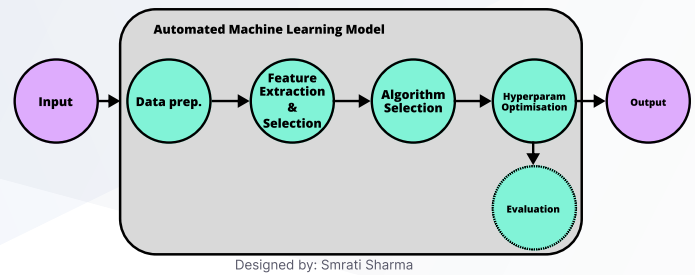 Automated Machine Learning Model
Input
Data prep.
Feature
Extraction
&
Selection
Algorithm
Selection
Hyperparam
Optimisation
Output
Evaluation
Designed by: Smrati Sharma